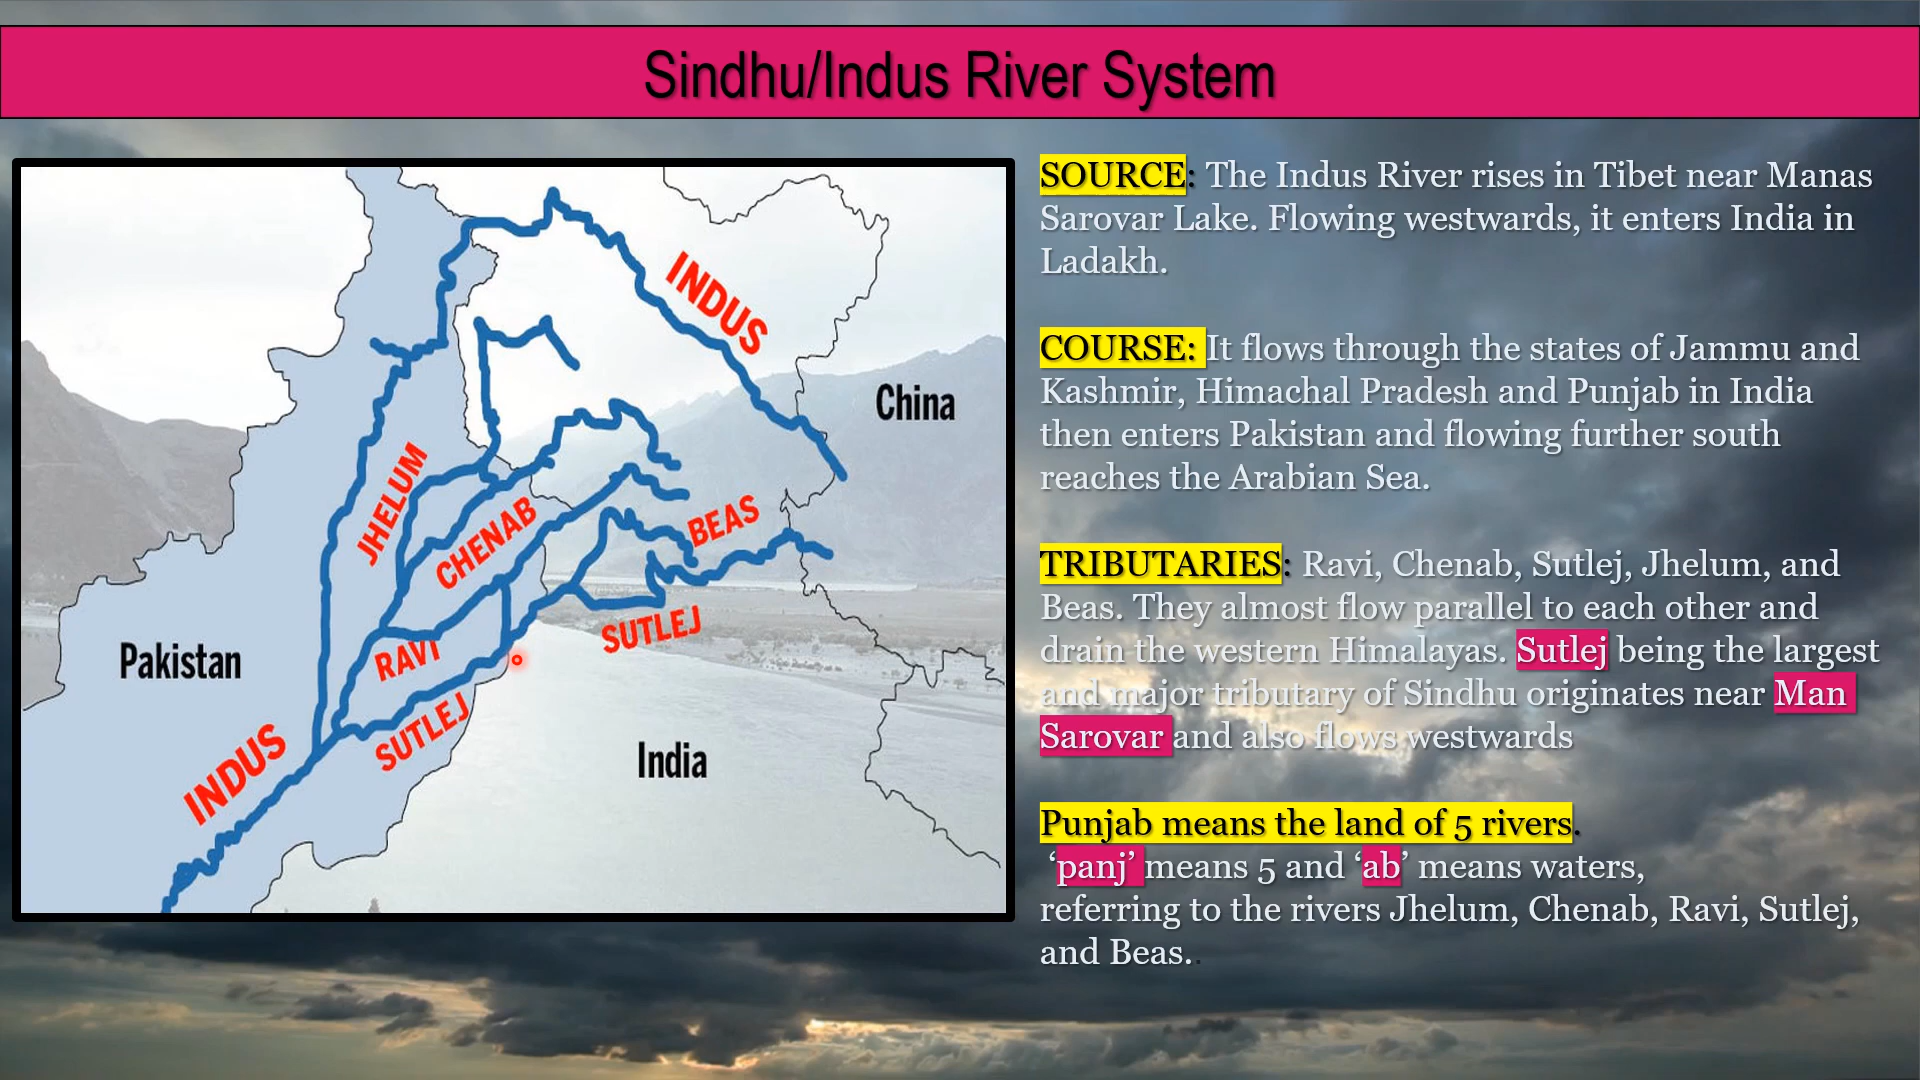 Sindhu/Indus River System
INDUS
China
JHELUM
CHENAB
BEAS
SUTLEJ
Pakistan
RAVI
SUTLEJ
INDUS
India
SOURCE: The Indus River rises in Tibet near Manas
Sarovar Lake. Flowing westwards, it enters India in
Ladakh.
COURSE: It flows through the states of Jammu and
Kashmir, Himachal Pradesh and Punjab in India
then enters Pakistan and flowing further south
reaches the Arabian Sea.
TRIBUTARIES: Ravi, Chenab, Sutlej, Jhelum, and
Beas. They almost flow parallel to each other and
drain the western Himalayas. Sutlej being the largest
and major tributary of Sindhu originates near Man
Sarovar and also flows westwards
Punjab means the land of 5 rivers.
‘panj’ means 5 and ‘ab’ means waters,
referring to the rivers Jhelum, Chenab, Ravi, Sutlej,
and Beas..